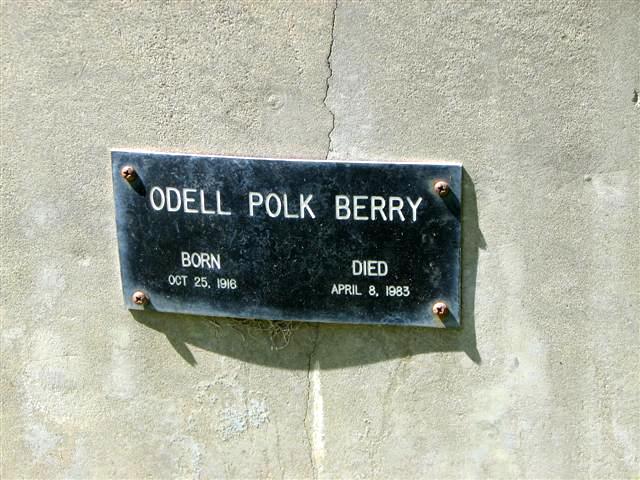 ODELL POLK BERRY
BORN
OCT 25, 1916
DIED
APRIL 8, 1983